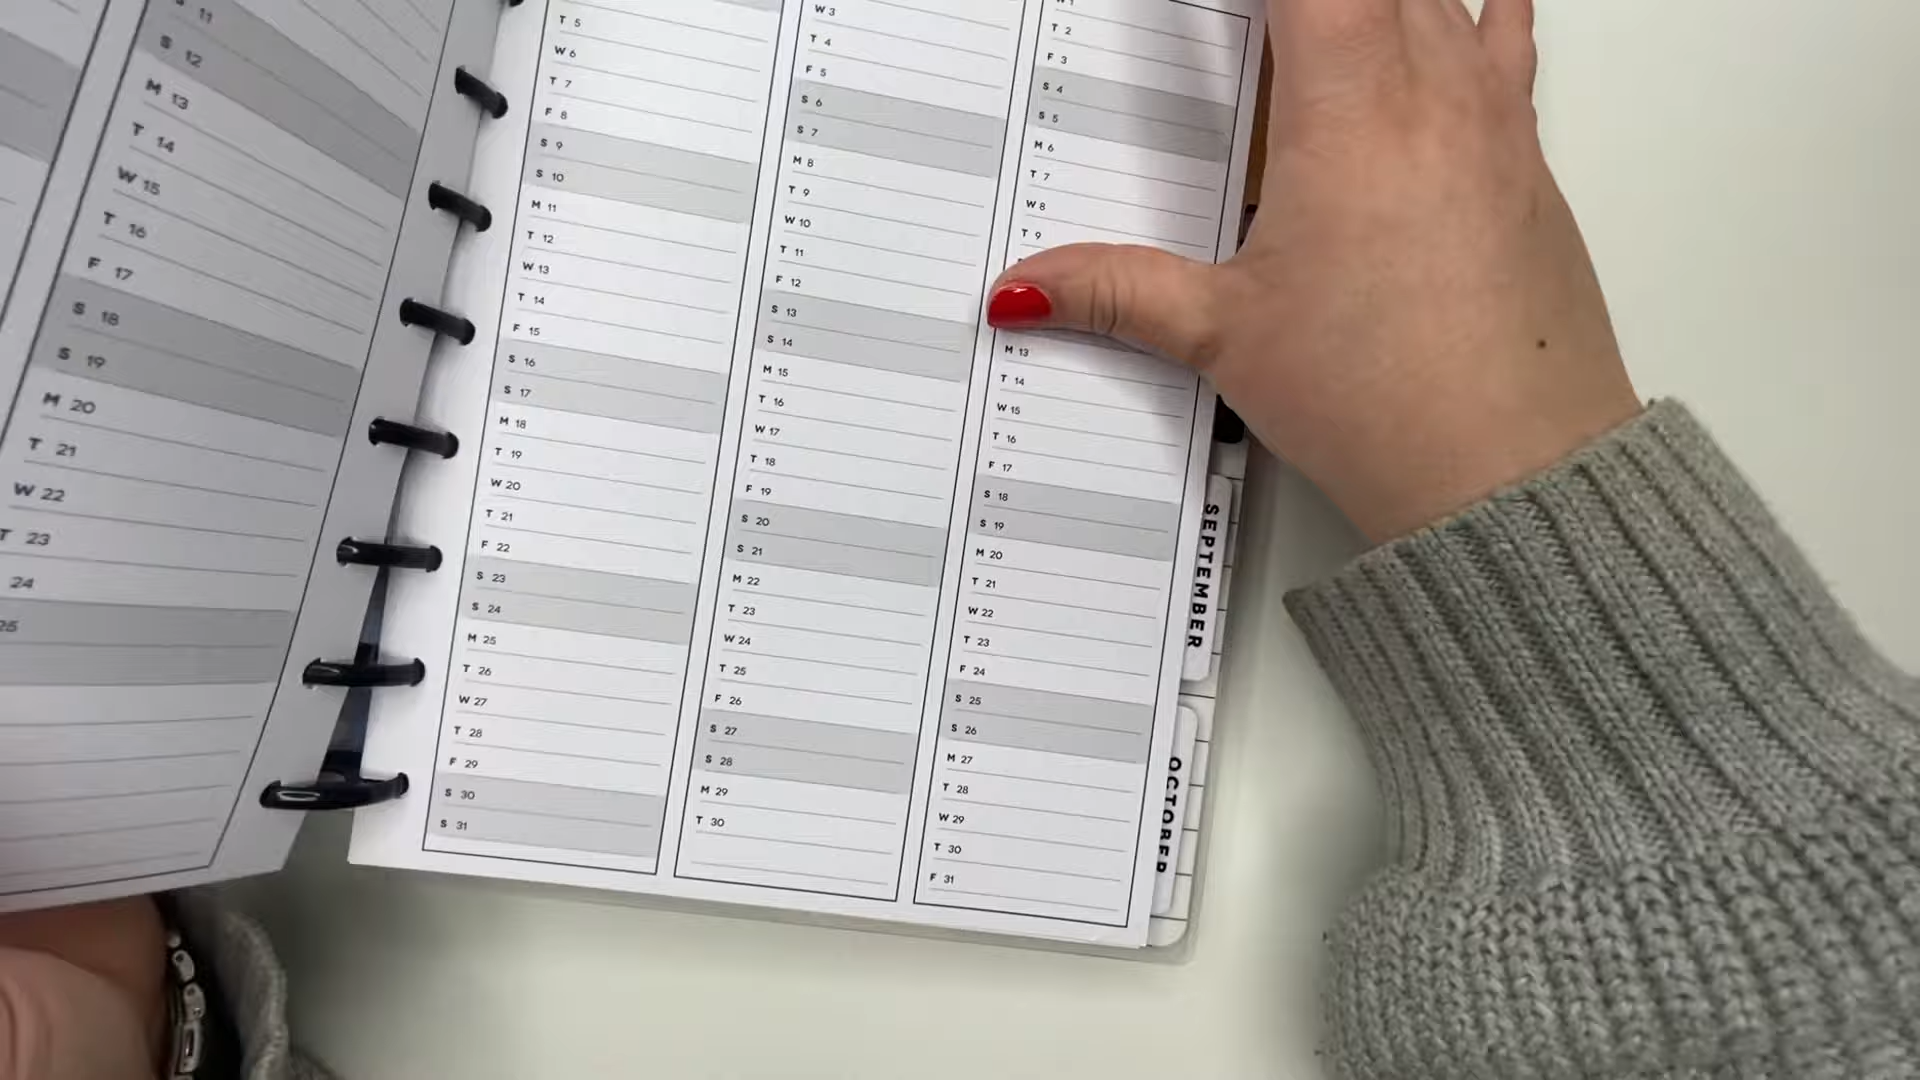 S 11
S 12
M 13
T 14
W 15
T 16
F 17
S 18
S 19
M 20
T 21
W 22
T 23
24
25
T 5
W 6
T 7
F 8
S 9
S 10
M 11
T 12
W 13
T 14
F 15
S 16
S 17
M 18
T 19
W 20
T 21
F 22
S 23
S 24
M 25
T 26
W 27
T 28
F 29
S 30
S 31
W 3
T 4
F 5
S 6
S 7
M 8
T 9
W 10
T 11
F 12
S 13
S 14
M 15
T 16
W 17
T 18
F 19
S 20
S 21
M 22
T 23
W 24
T 25
F 26
S 27
S 28
M 29
T 30
W 1
T 2
F 3
S 4
S 5
M 6
T 7
W 8
T 9
M 13
T 14
W 15
T 16
F 17
S 18
S 19
M 20
T 21
W 22
T 23
F 24
S 25
S 26
M 27
T 28
W 29
T 30
F 31
SEPTEMBER
OCTOBER